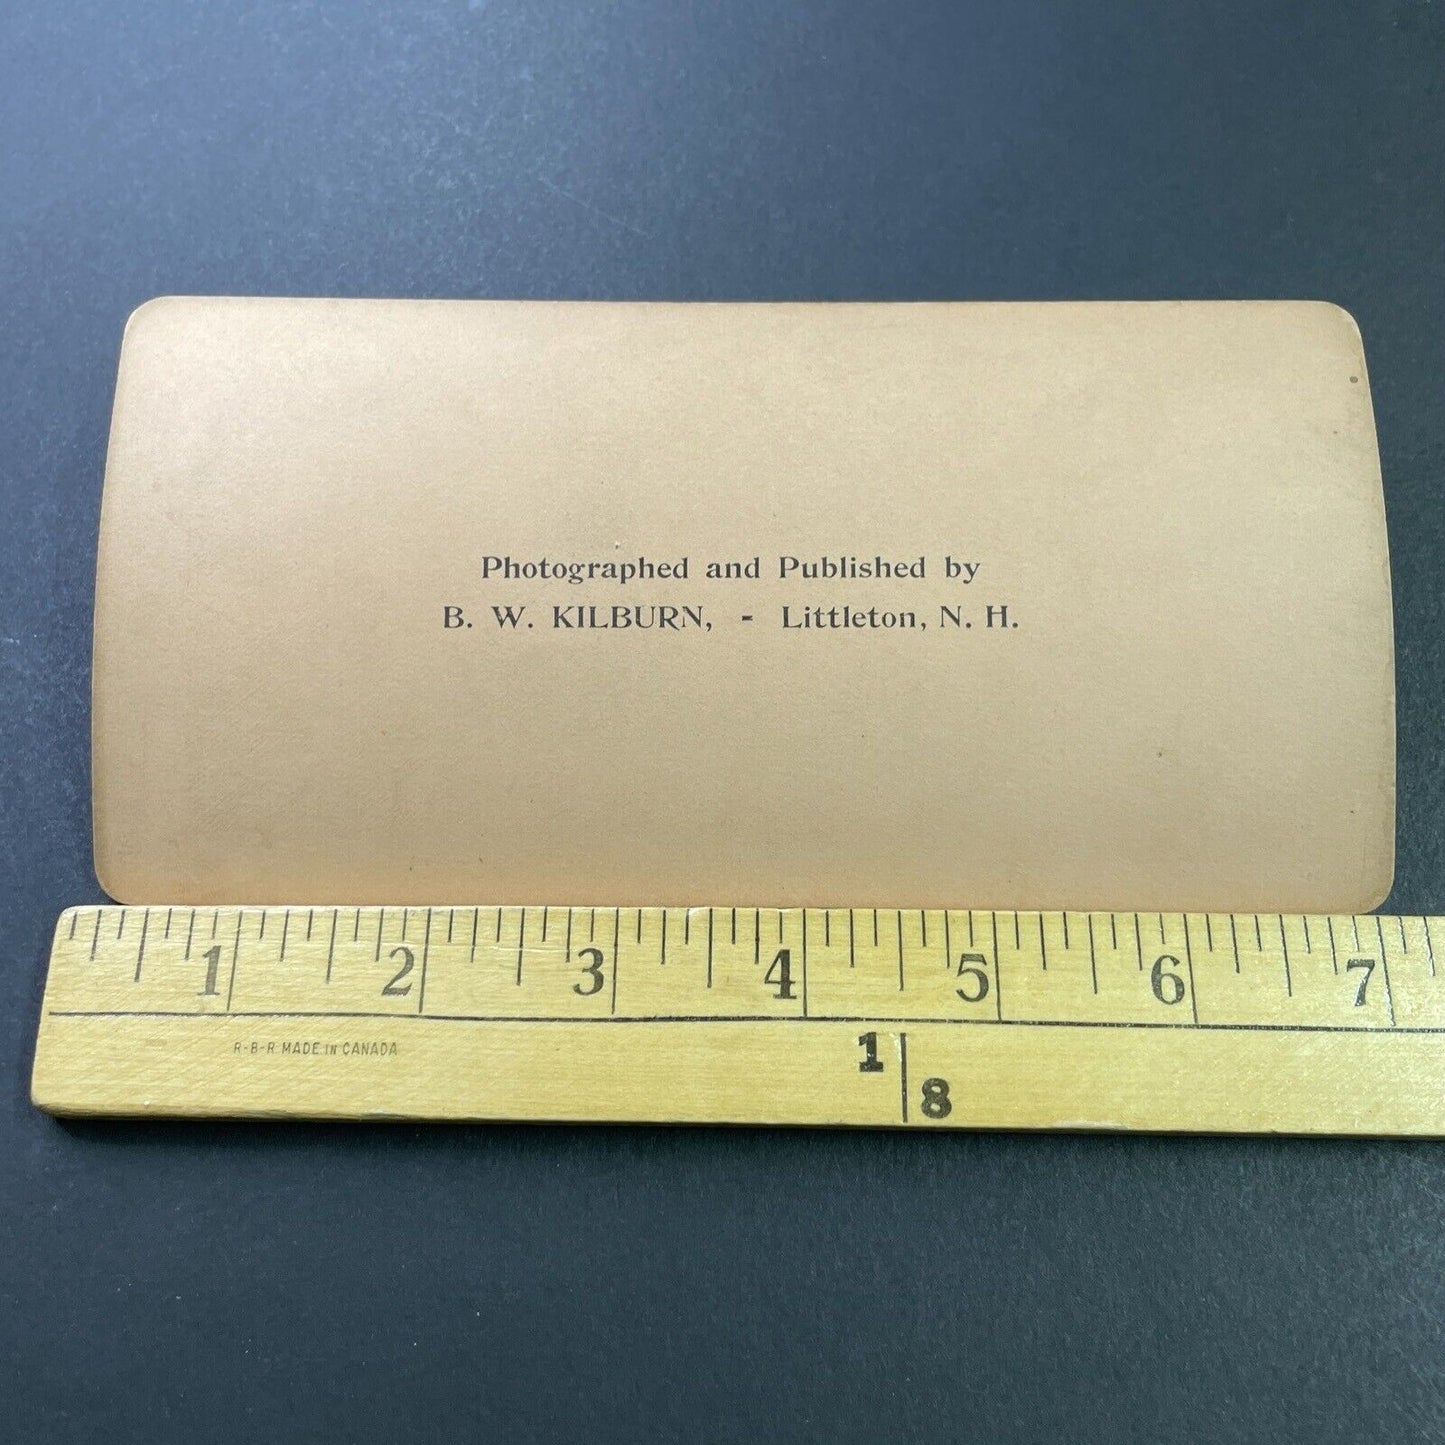 Photographed and Published by
B. W. KILBURN, - Littleton, N. H.
1 2 3 4 5 6 7
R-B-R MADE IN CANADA
1 | 8